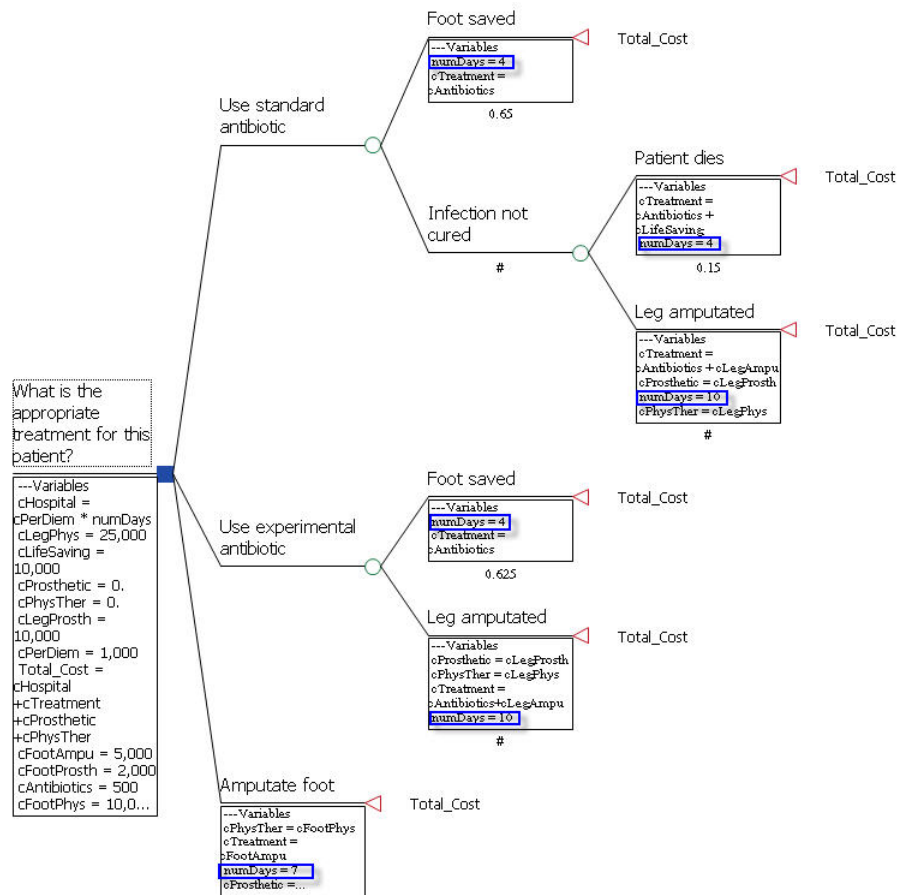 Foot saved
Total_Cost
---Variables
numDays = 4
cTreatment =
cAntibiotics
0.65
Use standard
antibiotic
Patient dies
Total_Cost
---Variables
cTreatment =
cAntibiotics +
cLifeSaving
numDays = 4
0.15
Infection not
cured
#
Leg amputated
Total_Cost
---Variables
cTreatment =
cAntibiotics + cLegAmpu
cProsthetic = cLegProsth
numDays = 10
cPhysTher = cLegPhys
#
What is the
appropriate
treatment for this
patient?
---Variables
cHospital =
cPerDiem * numDays
cLegPhys = 25,000
cLifeSaving =
10,000
cProsthetic = 0.
cPhysTher = 0.
cLegProsth =
10,000
cPerDiem = 1,000
Total_Cost =
cHospital
+cTreatment
+cProsthetic
+cPhysTher
cFootAmpu = 5,000
cFootProsth = 2,000
cAntibiotics = 500
cFootPhys = 10,0...
Use experimental
antibiotic
Foot saved
Total_Cost
---Variables
numDays = 4
cTreatment =
cAntibiotics
0.625
Leg amputated
Total_Cost
---Variables
cProsthetic = cLegProsth
cPhysTher = cLegPhys
cTreatment =
cAntibiotics+cLegAmpu
numDays = 10
#
Amputate foot
Total_Cost
---Variables
cPhysTher = cFootPhys
cTreatment =
cFootAmpu
numDays = 7
cProsthetic =...